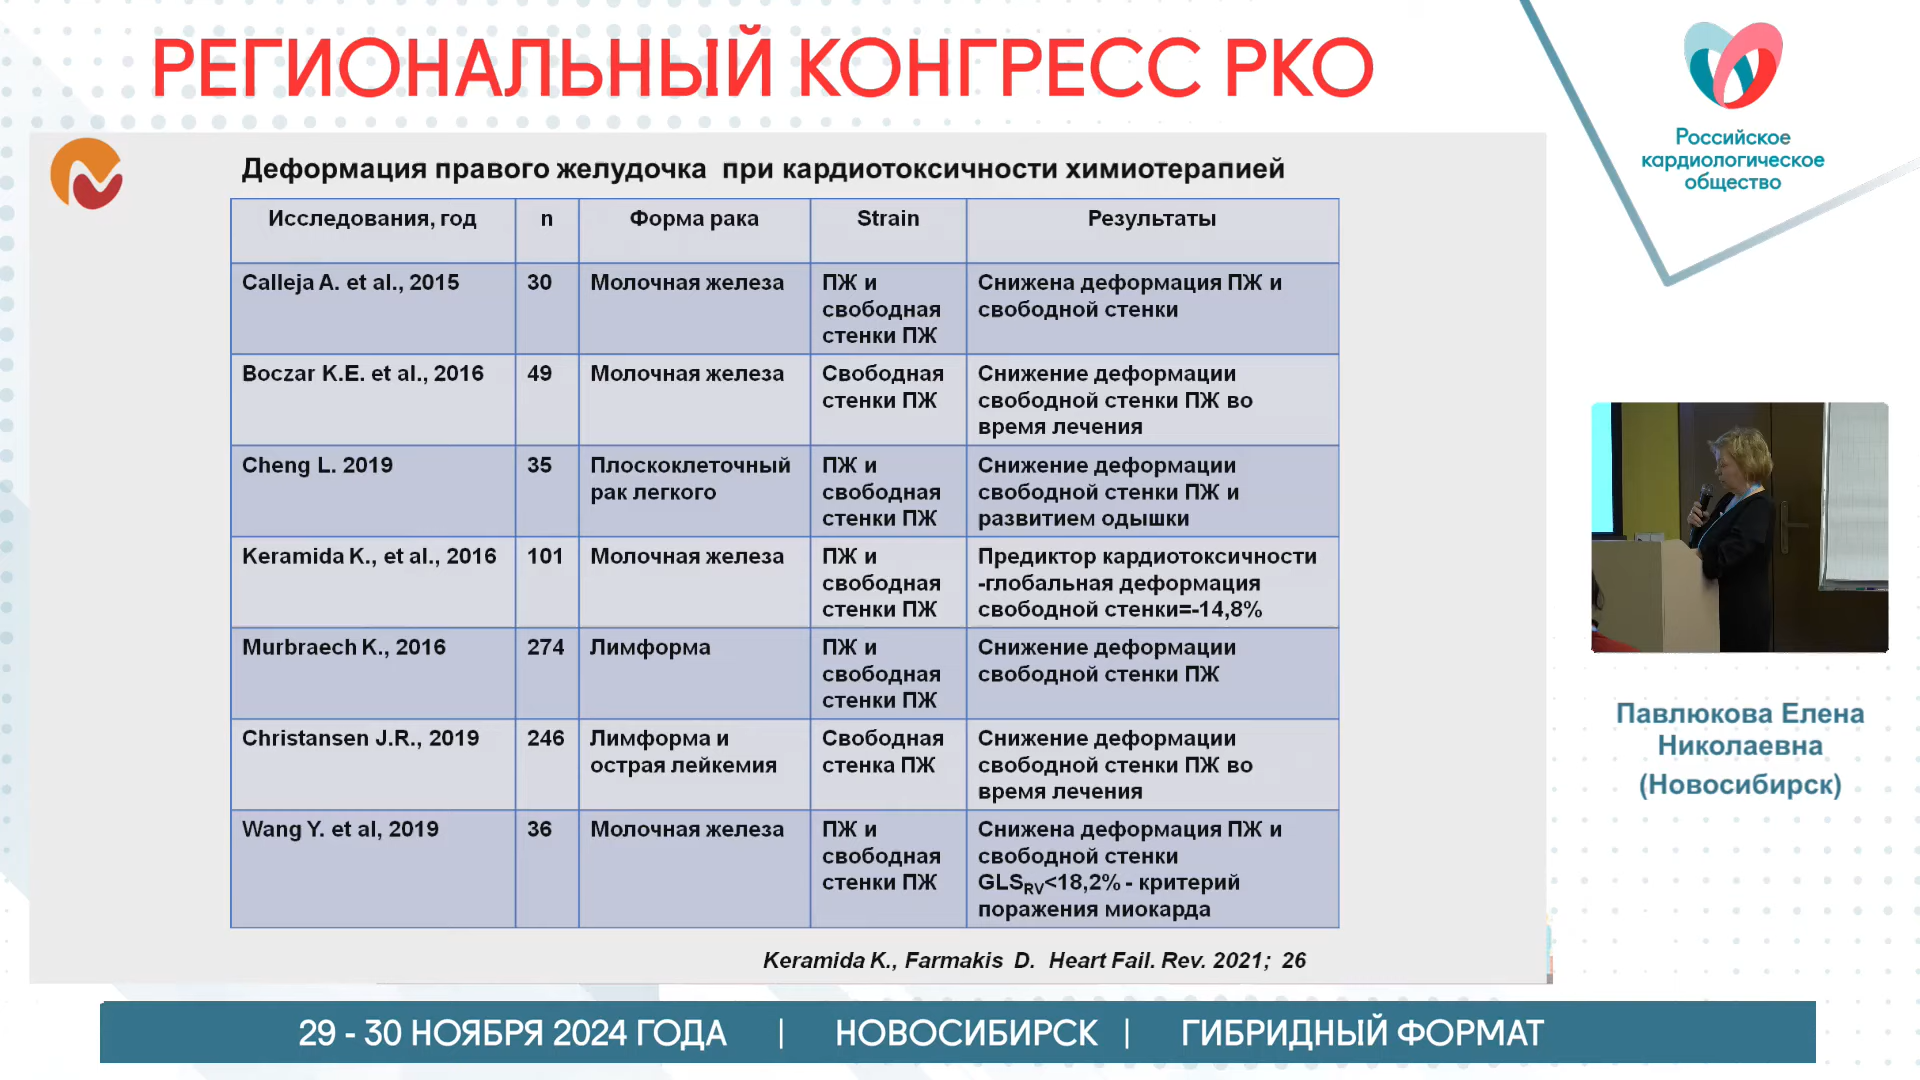 РЕГИОНАЛЬНЫЙ КОНГРЕСС РКО
Российское
кардиологическое
общество
Деформация правого желудочка при кардиотоксичности химиотерапией
Исследования, год n Форма рака Strain Результаты
Calleja A. et al., 2015 30 Молочная железа ПЖ и Снижена деформация ПЖ и
свободная свободной стенки
стенки ПЖ
Boczar K.E. et al., 2016 49 Молочная железа Свободная Снижение деформации
стенки ПЖ свободной стенки ПЖ во
время лечения
Cheng L. 2019 35 Плоскоклеточный ПЖ и Снижение деформации
рак легкого свободная свободной стенки ПЖ и
стенки ПЖ развитием одышки
Keramida K., et al., 2016 101 Молочная железа ПЖ и Предиктор кардиотоксичности
свободная -глобальная деформация
стенки ПЖ свободной стенки=-14,8%
Murbraech K., 2016 274 Лимформа ПЖ и Снижение деформации
свободная свободной стенки ПЖ
стенки ПЖ
Christansen J.R., 2019 246 Лимформа и Свободная Снижение деформации
острая лейкемия стенка ПЖ свободной стенки ПЖ во
время лечения
Wang Y. et al, 2019 36 Молочная железа ПЖ и Снижена деформация ПЖ и
свободная свободной стенки
стенки ПЖ GLSRV<18,2% - критерий
поражения миокарда
Keramida K., Farmakis D. Heart Fail. Rev. 2021; 26
Павлюкова Елена
Николаевна
(Новосибирск)
29 - 30 НОЯБРЯ 2024 ГОДА | НОВОСИБИРСК | ГИБРИДНЫЙ ФОРМАТ